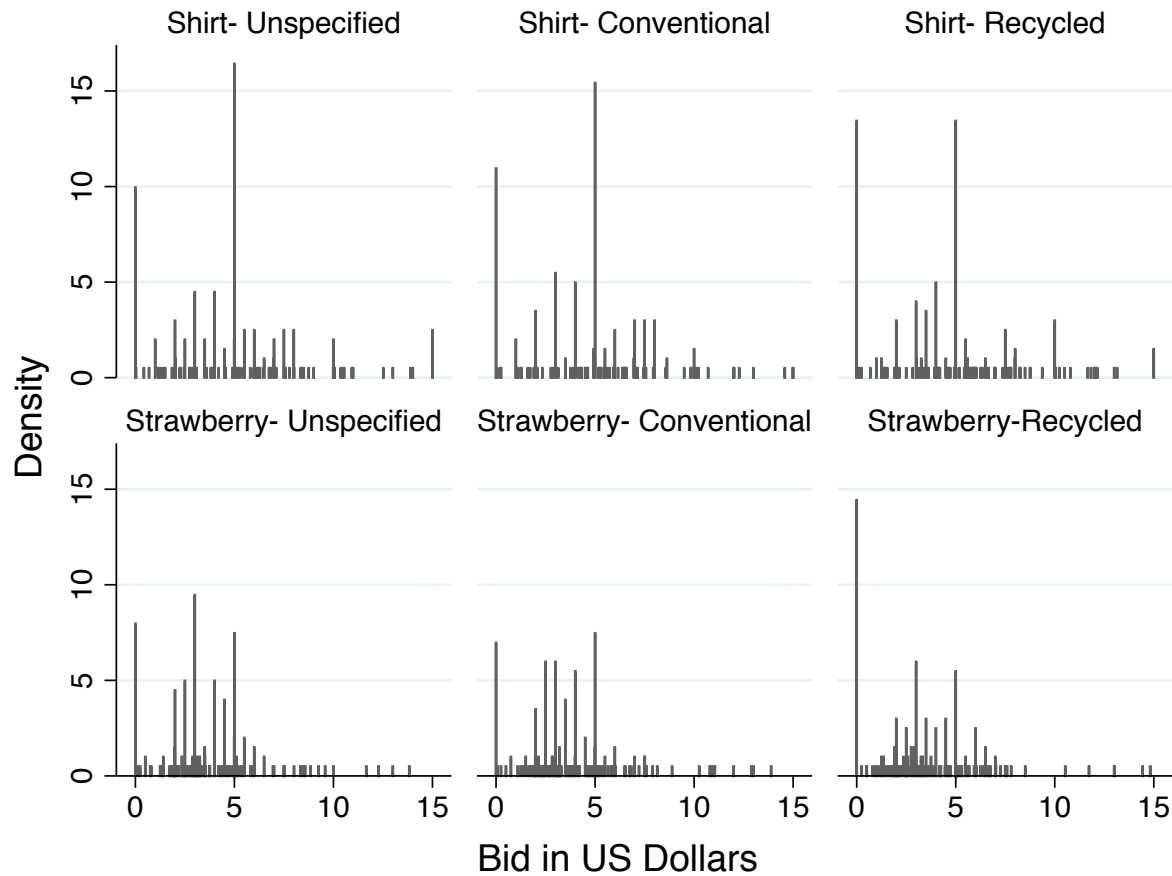 Shirt- Unspecified
Shirt- Conventional
Shirt- Recycled
15
10
5
0
Strawberry- Unspecified
Strawberry- Conventional
Strawberry-Recycled
15
10
5
0
Density
0 5 10 15
0 5 10 15
0 5 10 15
Bid in US Dollars